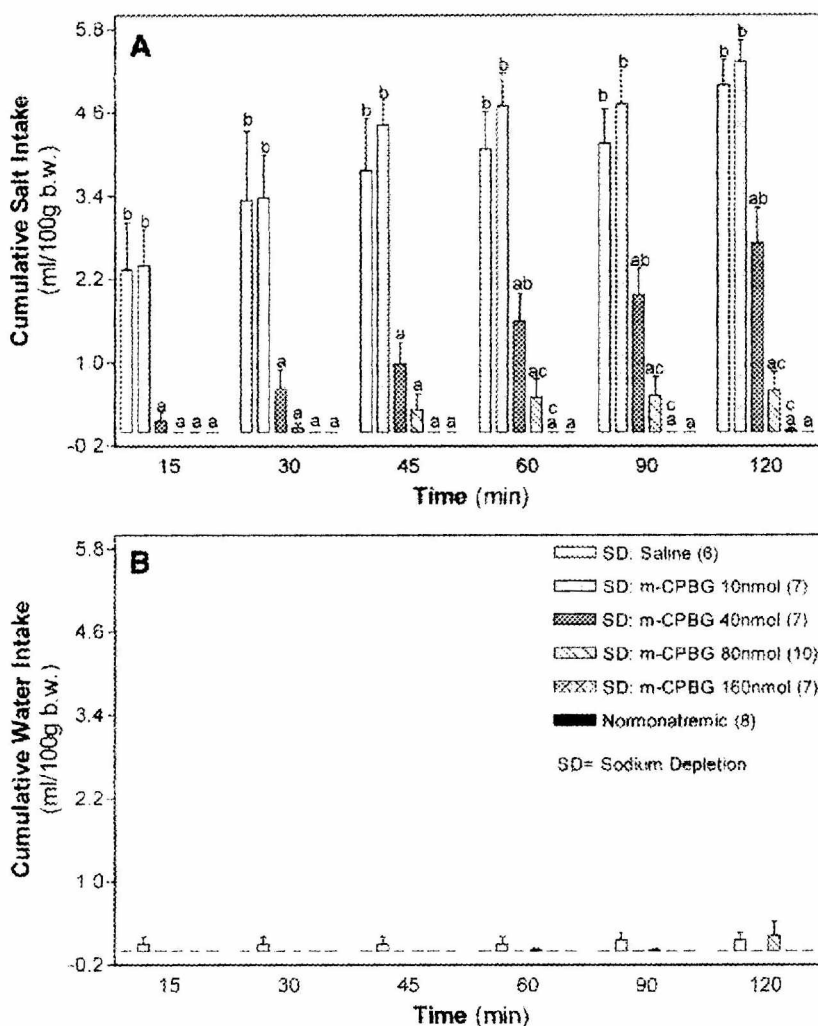 A
5.8
4.6
3.4
2.2
1.0
-0.2
Cumulative Salt Intake
(ml/100g b.w.)
b b a a a a
b b a a a a a
b b a a a a
b b ab ac c a a a
b b ab ac c a a a
b b ab ac c a a
15 30 45 60 90 120
Time (min)
B
5.8
4.6
3.4
2.2
1.0
-0.2
Cumulative Water Intake
(ml/100g b.w.)
SD: Saline (6)
SD: m-CPBG 10nmol (7)
SD: m-CPBG 40nmol (7)
SD: m-CPBG 80nmol (10)
SD: m-CPBG 160nmol (7)
Normonatremic (8)
SD= Sodium Depletion
15 30 45 60 90 120
Time (min)